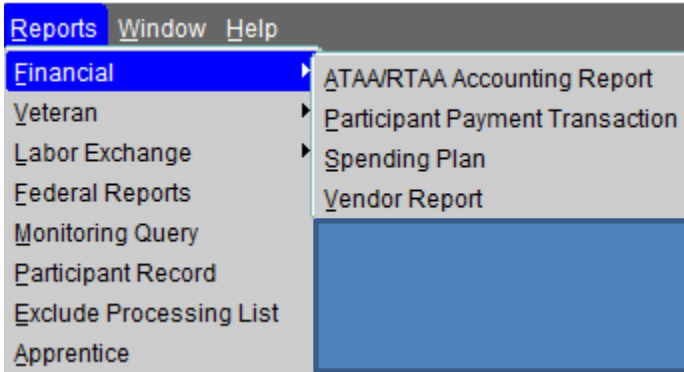 Reports Window Help
Financial
Veteran
Labor Exchange
Federal Reports
Monitoring Query
Participant Record
Exclude Processing List
Apprentice
ATAA/RTAA Accounting Report
Participant Payment Transaction
Spending Plan
Vendor Report